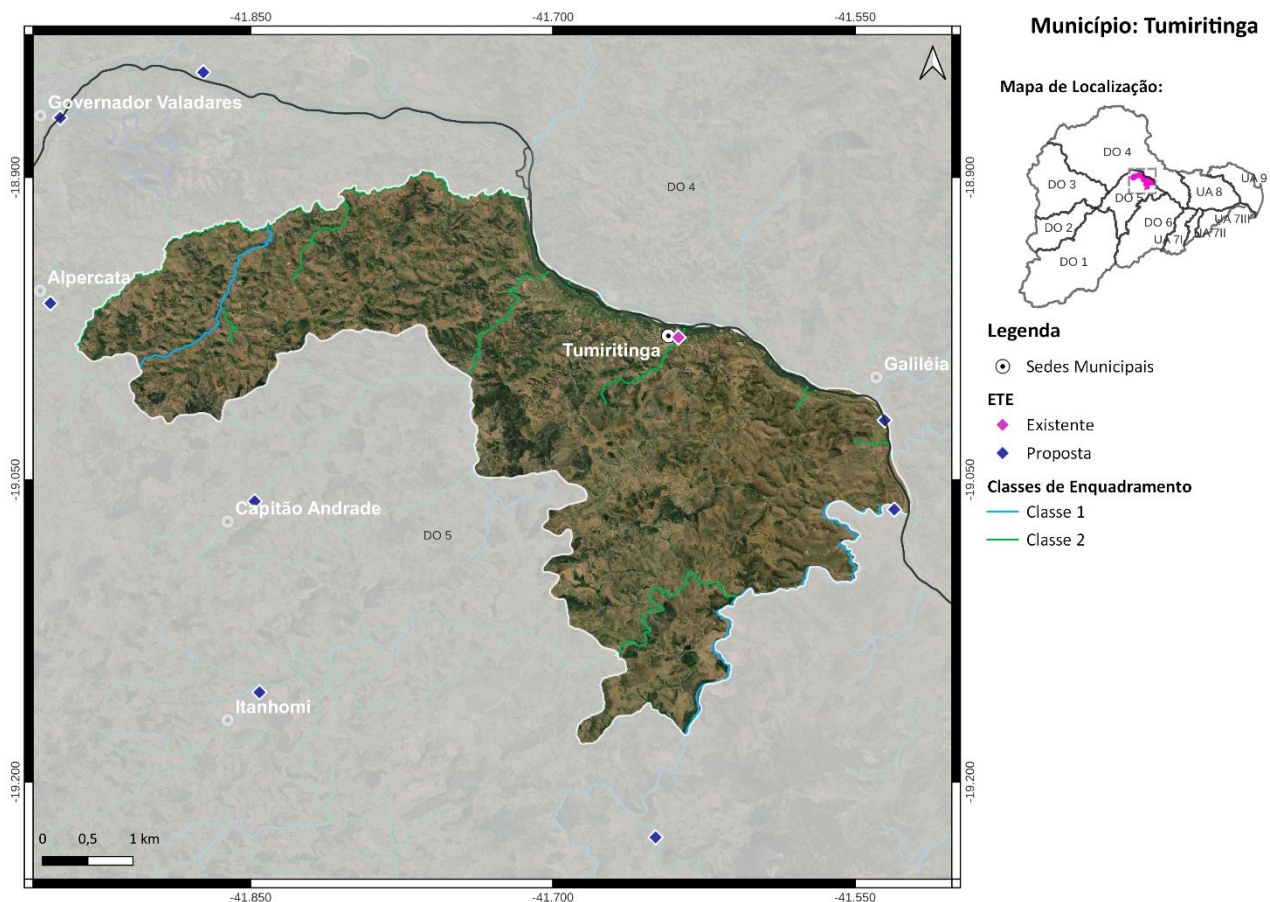 -41.850
-41.700
-41.550
Município: Tumiritinga
Mapa de Localização:
Governador Valadares
-18.900
-18.900
DO 4
DO 4
DO 3
DO 5
DO 2
DO 1
DO 6
UA 7I
UA 7II
UA 7III
UA 8
UA 9
Alpercata
Tumiritinga
Galiléia
Legenda
Sedes Municipais
ETE
Existente
Proposta
Classes de Enquadramento
Classe 1
Classe 2
-19.050
-19.050
Capitão Andrade
DO 5
Itanhomi
-19.200
-19.200
0 0,5 1 km
-41.850
-41.700
-41.550